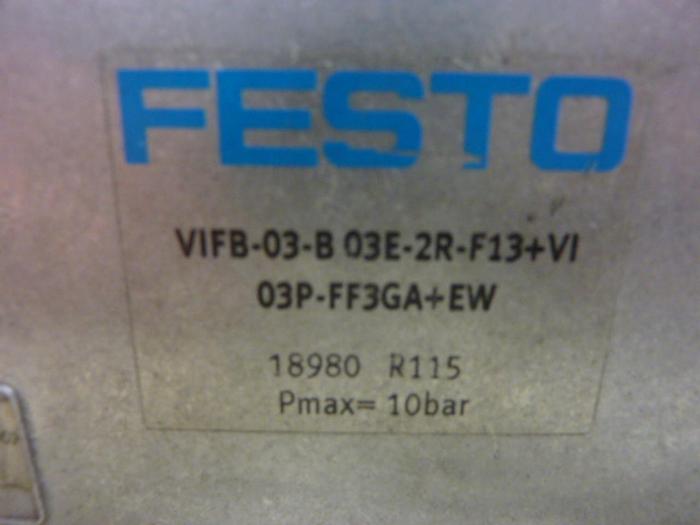 FESTO
VIFB-03-B 03E-2R-F13+VI
03P-FF3GA+EW
18980 R115
Pmax= 10bar